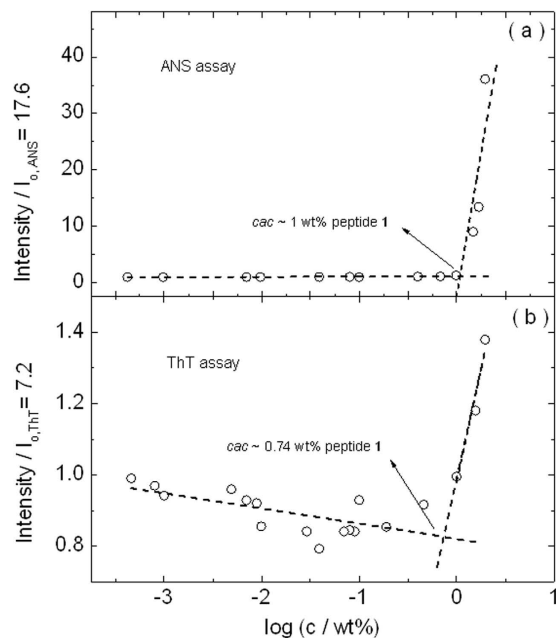 ( a )
ANS assay
40
30
20
10
0
Intensity / I_{o,ANS} = 17.6
cac ~ 1 wt% peptide 1
( b )
ThT assay
1.4
1.2
1.0
0.8
Intensity / I_{o,ThT} = 7.2
cac ~ 0.74 wt% peptide 1
-3 -2 -1 0 1
log (c / wt%)